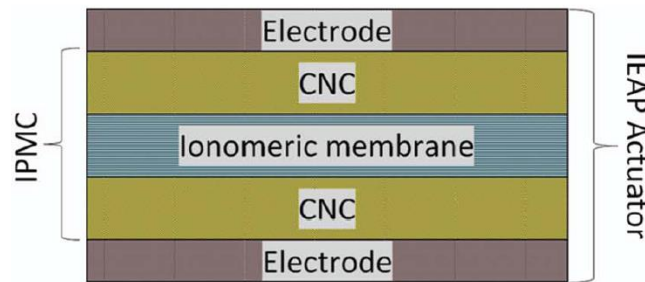 Electrode
CNC
Ionomeric membrane
CNC
Electrode
IPMC
IEAP Actuator